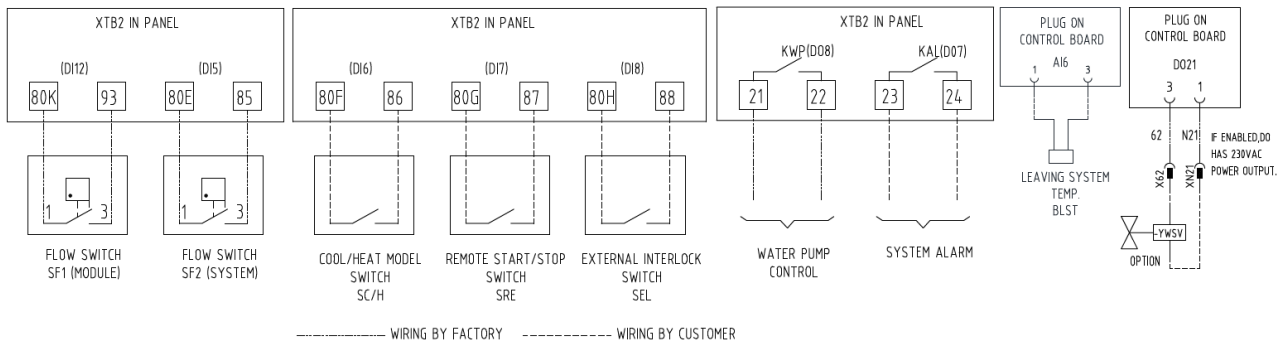 XTB2 IN PANEL
(DI12)
(DI5)
80K
93
80E
85
1
3
1
3
FLOW SWITCH
SF1 (MODULE)
FLOW SWITCH
SF2 (SYSTEM)
XTB2 IN PANEL
(DI6)
(DI7)
(DI8)
80F
86
80G
87
80H
88
COOL/HEAT MODEL
SWITCH
SC/H
REMOTE START/STOP
SWITCH
SRE
EXTERNAL INTERLOCK
SWITCH
SEL
XTB2 IN PANEL
KWP(DO8)
KAL(DO7)
21
22
23
24
WATER PUMP
CONTROL
SYSTEM ALARM
PLUG ON
CONTROL BOARD
AI6
1
3
LEAVING SYSTEM
TEMP.
BLST
PLUG ON
CONTROL BOARD
DO21
3
1
62
N21
IF ENABLED,DO
HAS 230VAC
POWER OUTPUT.
X62
XN21
-YWSV
OPTION
WIRING BY FACTORY
WIRING BY CUSTOMER